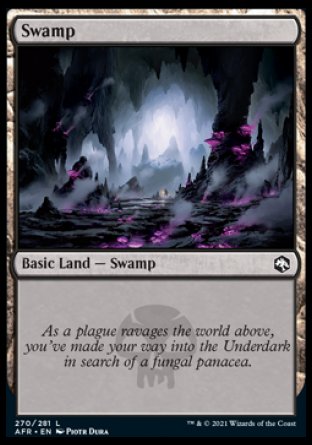 Swamp
Basic Land — Swamp
As a plague ravages the world above,
you've made your way into the Underdark
in search of a fungal panacea.
270/281 L
AFR • EN Piotr Dura
™ & © 2021 Wizards of the Coast